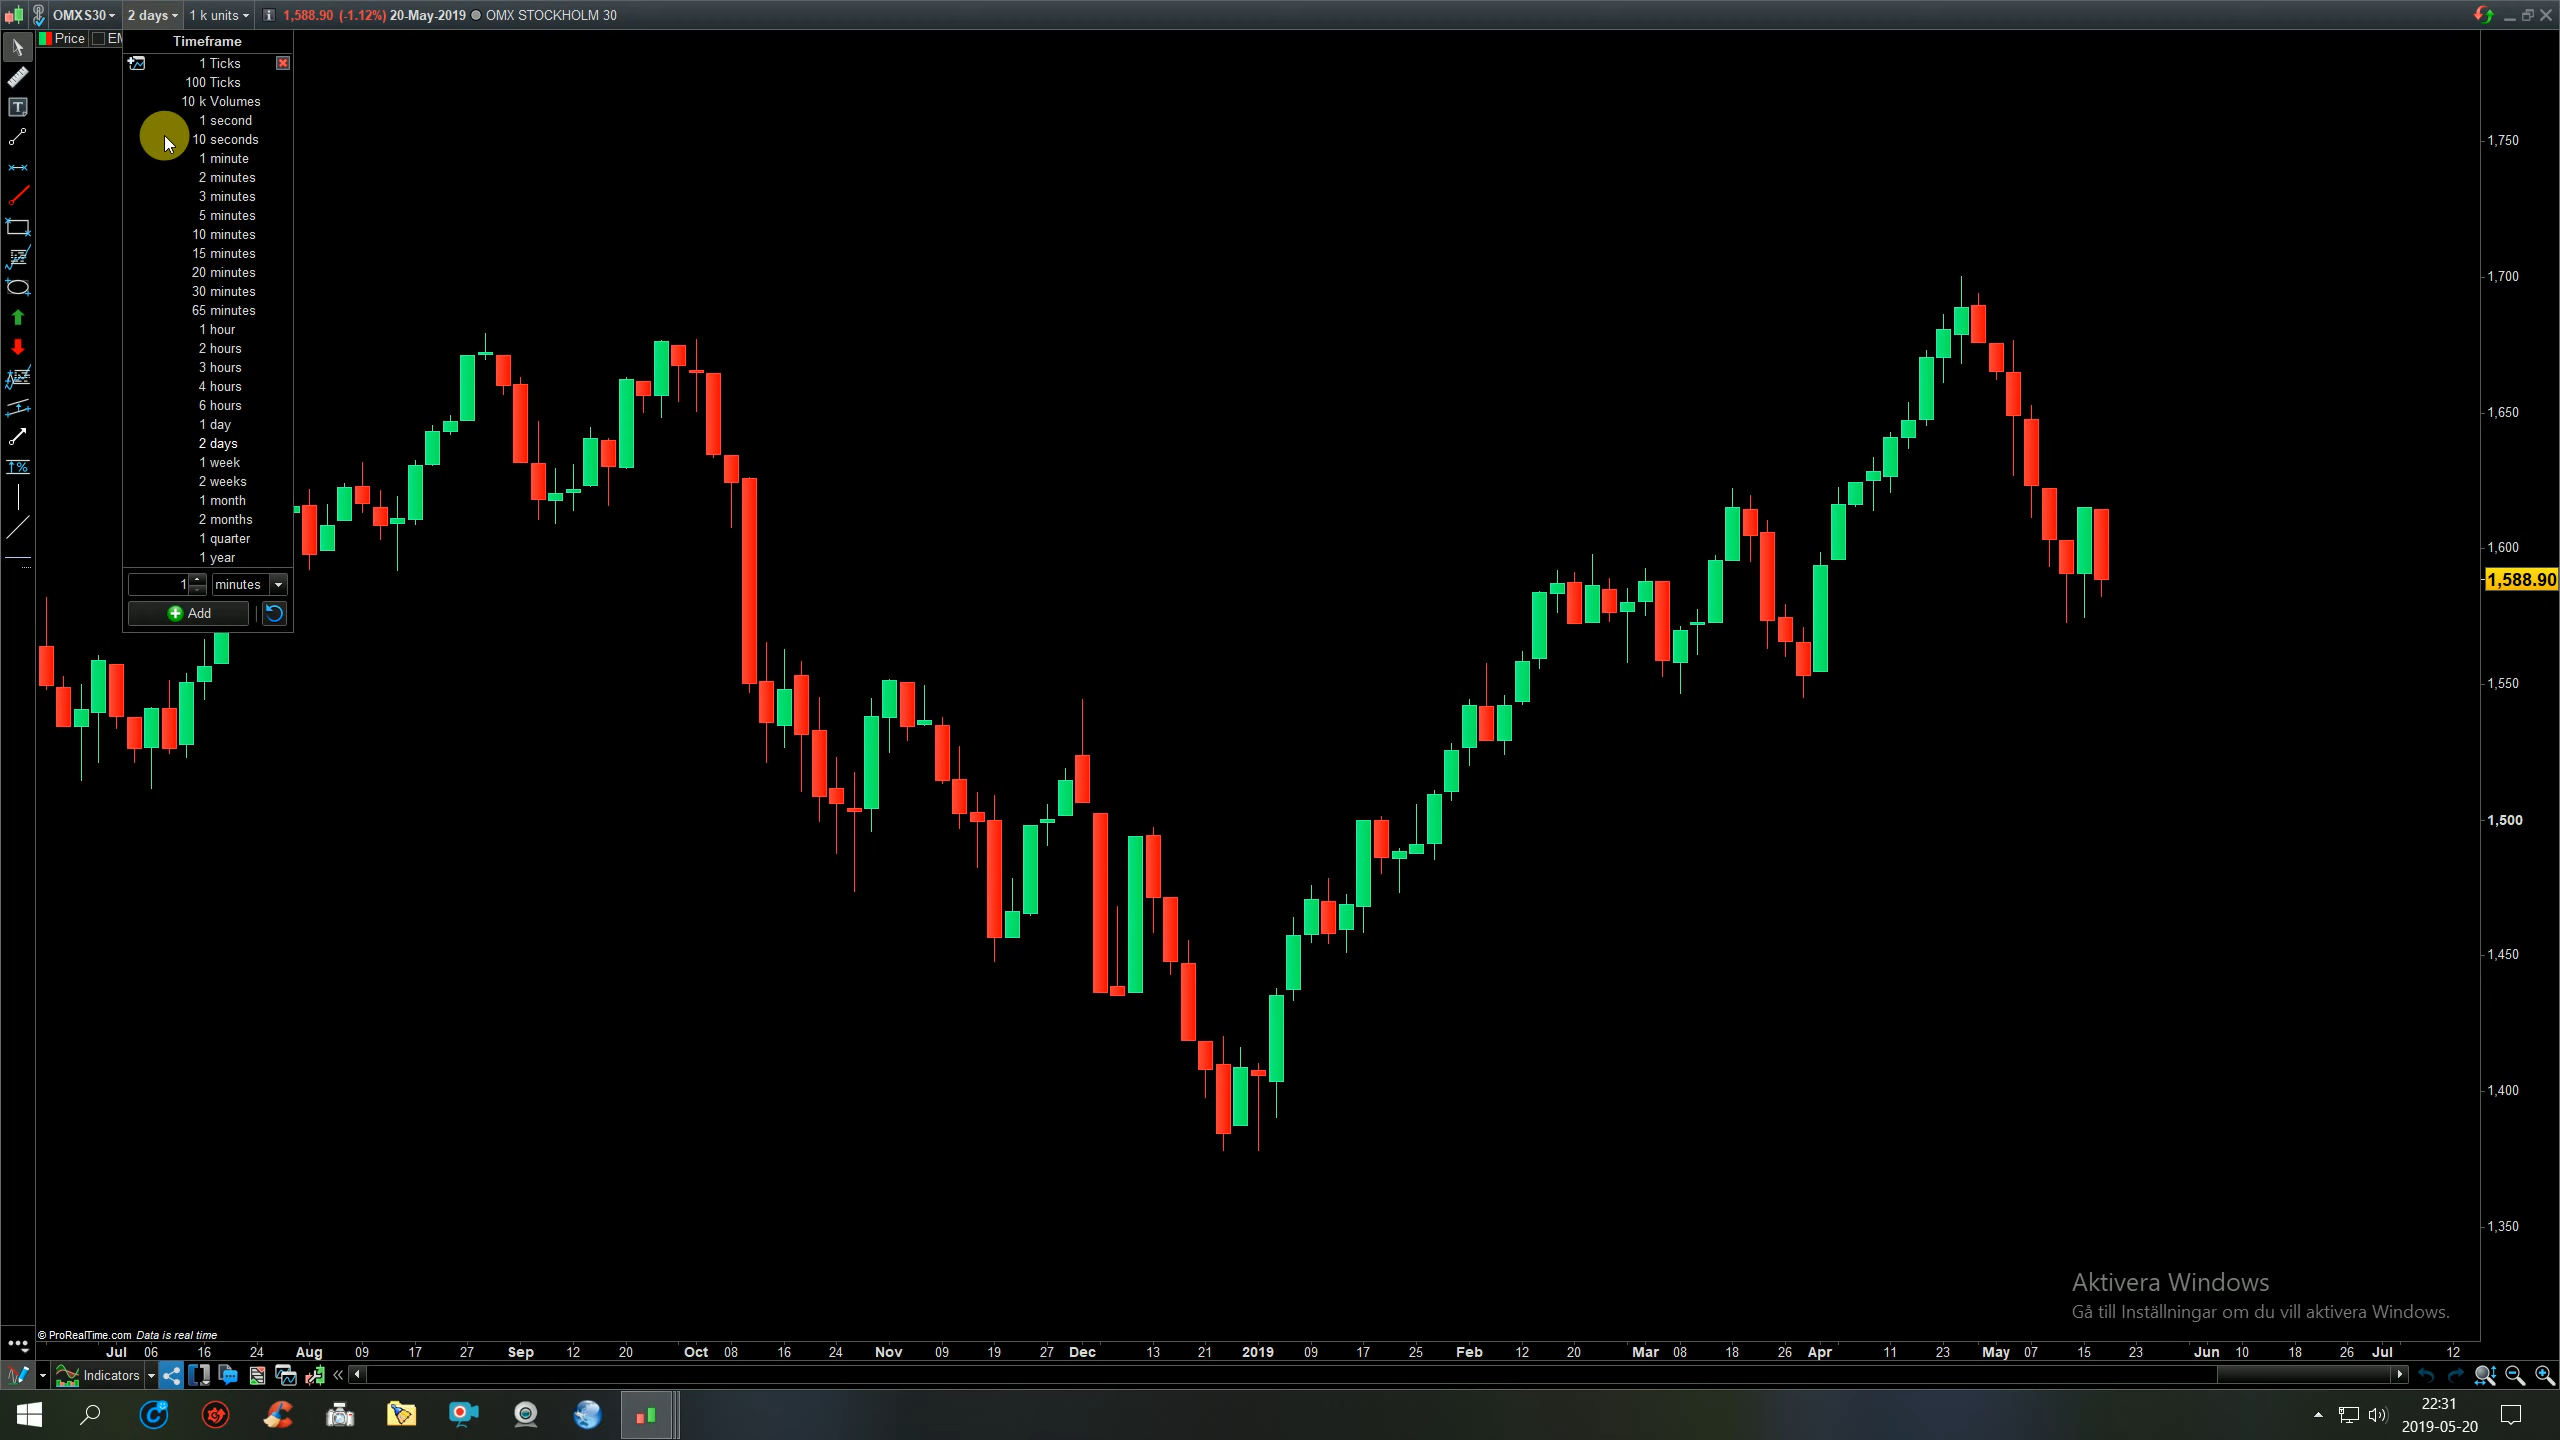 OMXS30 2 days 1 k units 1,588.90 (-1.12%) 20-May-2019 OMX STOCKHOLM 30
Price
Timeframe
1 Ticks
100 Ticks
10 k Volumes
1 second
10 seconds
1 minute
2 minutes
3 minutes
5 minutes
10 minutes
15 minutes
20 minutes
30 minutes
65 minutes
1 hour
2 hours
3 hours
4 hours
6 hours
1 day
2 days
1 week
2 weeks
1 month
2 months
1 quarter
1 year
1 minutes
Add
1,750
1,700
1,650
1,600
1,588.90
1,550
1,500
1,450
1,400
1,350
Aktivera Windows
Gå till Inställningar om du vill aktivera Windows.
© ProRealTime.com Data is real time
Jul 06 16 24 Aug 09 17 27 Sep 12 20 Oct 08 16 24 Nov 09 19 27 Dec 13 21 2019 09 17 25 Feb 12 20 Mar 08 18 26 Apr 11 23 May 07 15 23 Jun 10 18 26 Jul 12
Indicators
22:31
2019-05-20